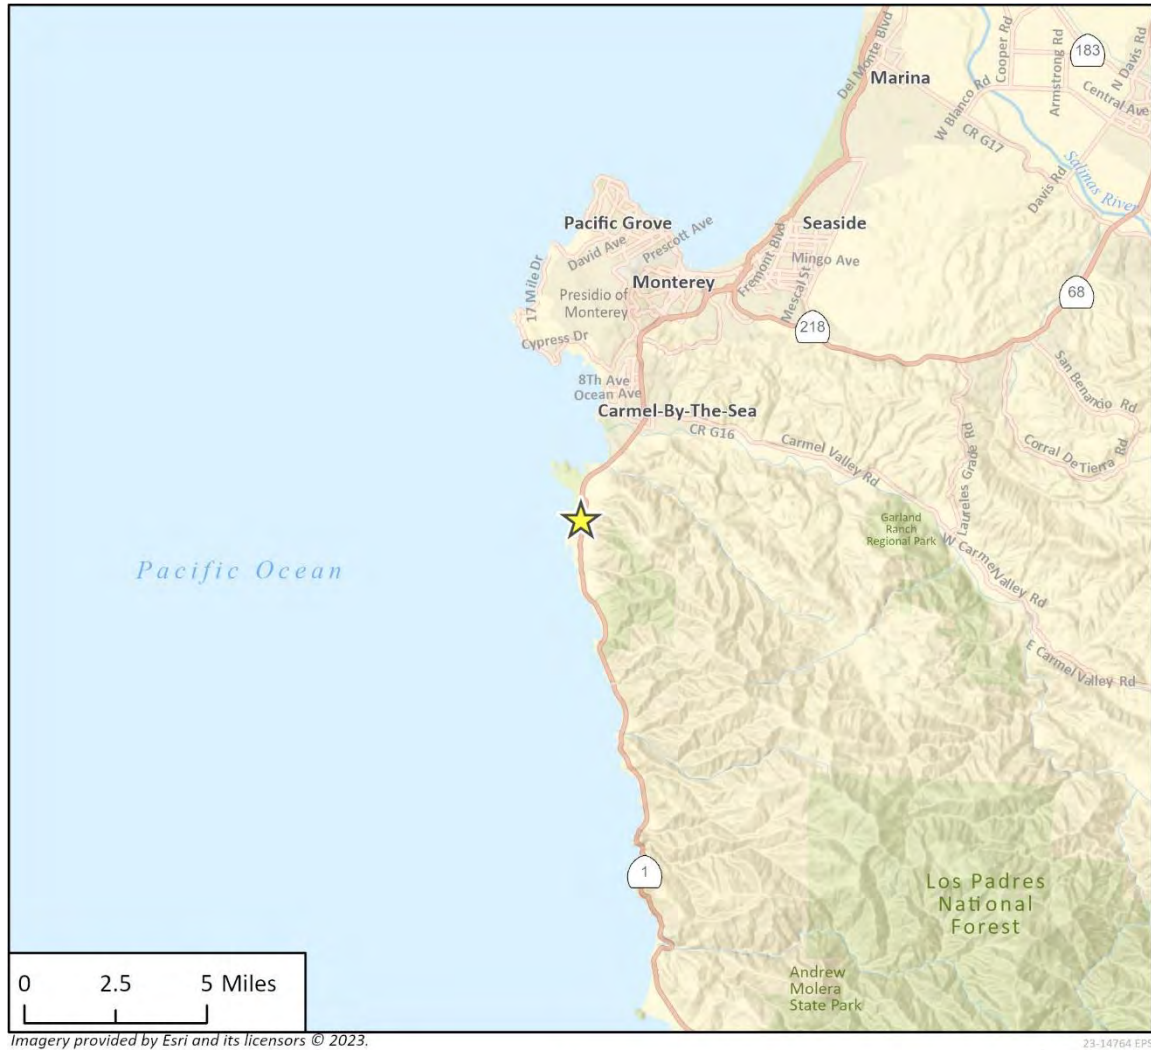 Del Monte Blvd
Marina
Cooper Rd
Armstrong Rd
183
N Davis Rd
Central Ave
W Blanco Rd
CR G17
Salinas River
Davis Rd
Pacific Grove
David Ave
Prescott Ave
Seaside
Fremont Blvd
Mingo Ave
17 Mile Dr
Monterey
Presidio of
Monterey
Mescal St
68
218
Cypress Dr
8Th Ave
Ocean Ave
San Benancio Rd
Carmel-By-The-Sea
CR G16
Carmel Valley Rd
Laureles Grade Rd
Corral De Tierra Rd
Garland
Ranch
Regional Park
W Carmel Valley Rd
Pacific Ocean
E Carmel Valley Rd
1
Los Padres
National
Forest
Andrew
Molera
State Park
0 2.5 5 Miles
Imagery provided by Esri and its licensors © 2023.
23-14764 EPS